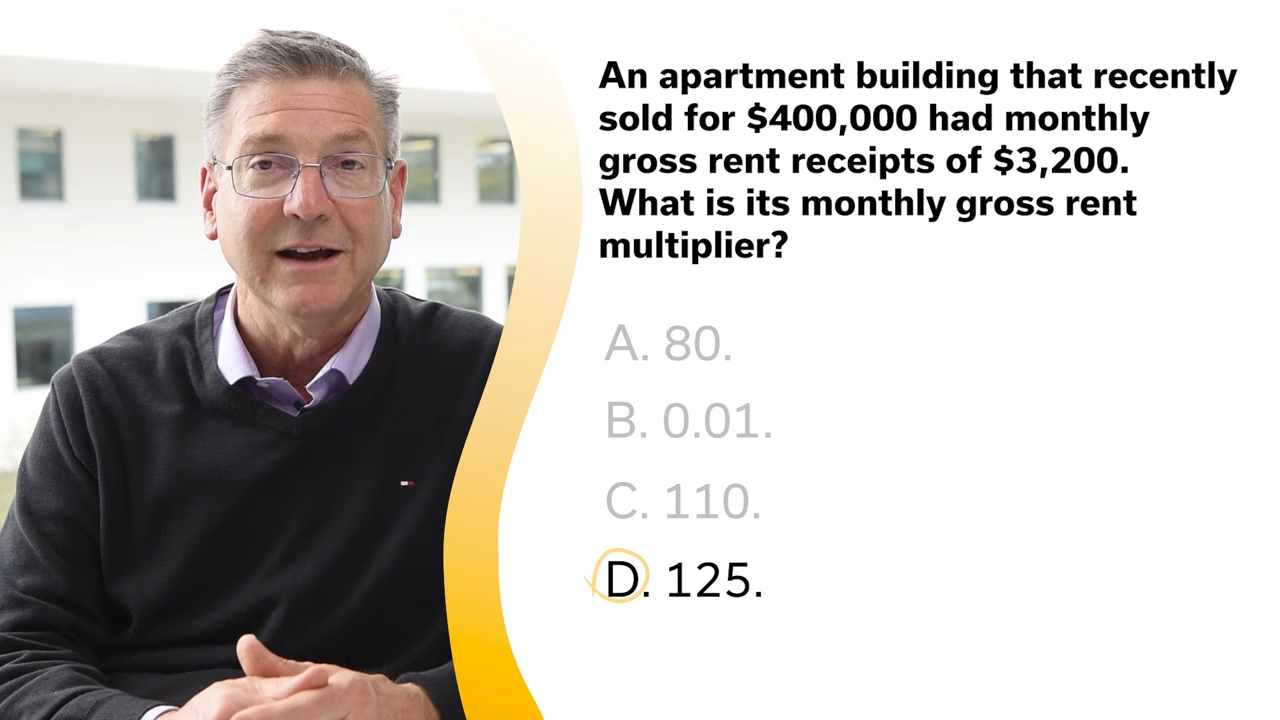 An apartment building that recently
sold for $400,000 had monthly
gross rent receipts of $3,200.
What is its monthly gross rent
multiplier?
A. 80.
B. 0.01.
C. 110.
D. 125.